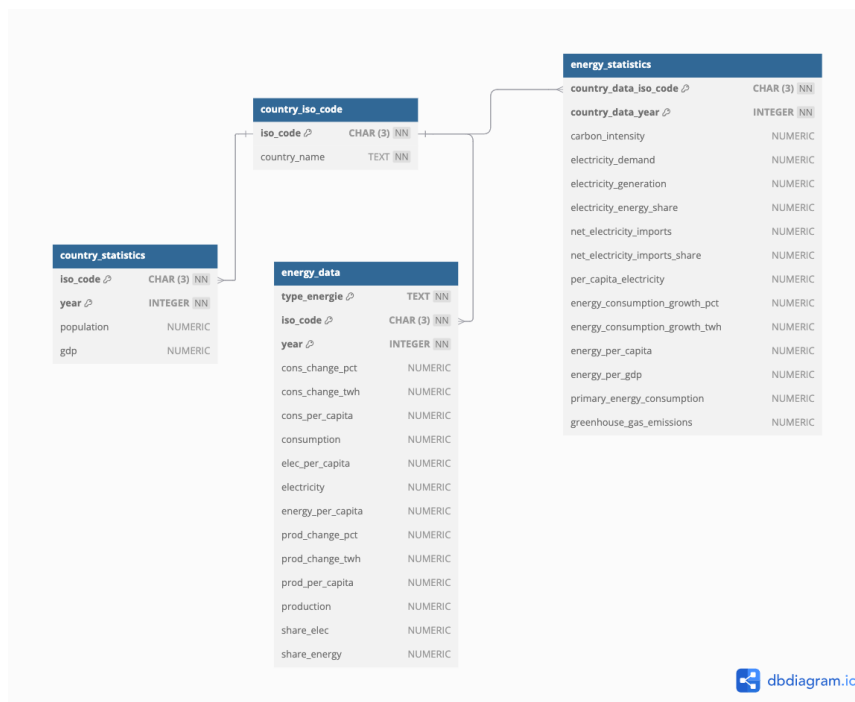 country_iso_code
iso_code CHAR (3) NN
country_name TEXT NN
country_statistics
iso_code CHAR (3) NN
year INTEGER NN
population NUMERIC
gdp NUMERIC
energy_data
type_energie TEXT NN
iso_code CHAR (3) NN
year INTEGER NN
cons_change_pct NUMERIC
cons_change_twh NUMERIC
cons_per_capita NUMERIC
consumption NUMERIC
elec_per_capita NUMERIC
electricity NUMERIC
energy_per_capita NUMERIC
prod_change_pct NUMERIC
prod_change_twh NUMERIC
prod_per_capita NUMERIC
production NUMERIC
share_elec NUMERIC
share_energy NUMERIC
energy_statistics
country_data_iso_code CHAR (3) NN
country_data_year INTEGER NN
carbon_intensity NUMERIC
electricity_demand NUMERIC
electricity_generation NUMERIC
electricity_energy_share NUMERIC
net_electricity_imports NUMERIC
net_electricity_imports_share NUMERIC
per_capita_electricity NUMERIC
energy_consumption_growth_pct NUMERIC
energy_consumption_growth_twh NUMERIC
energy_per_capita NUMERIC
energy_per_gdp NUMERIC
primary_energy_consumption NUMERIC
greenhouse_gas_emissions NUMERIC
dbdiagram.io